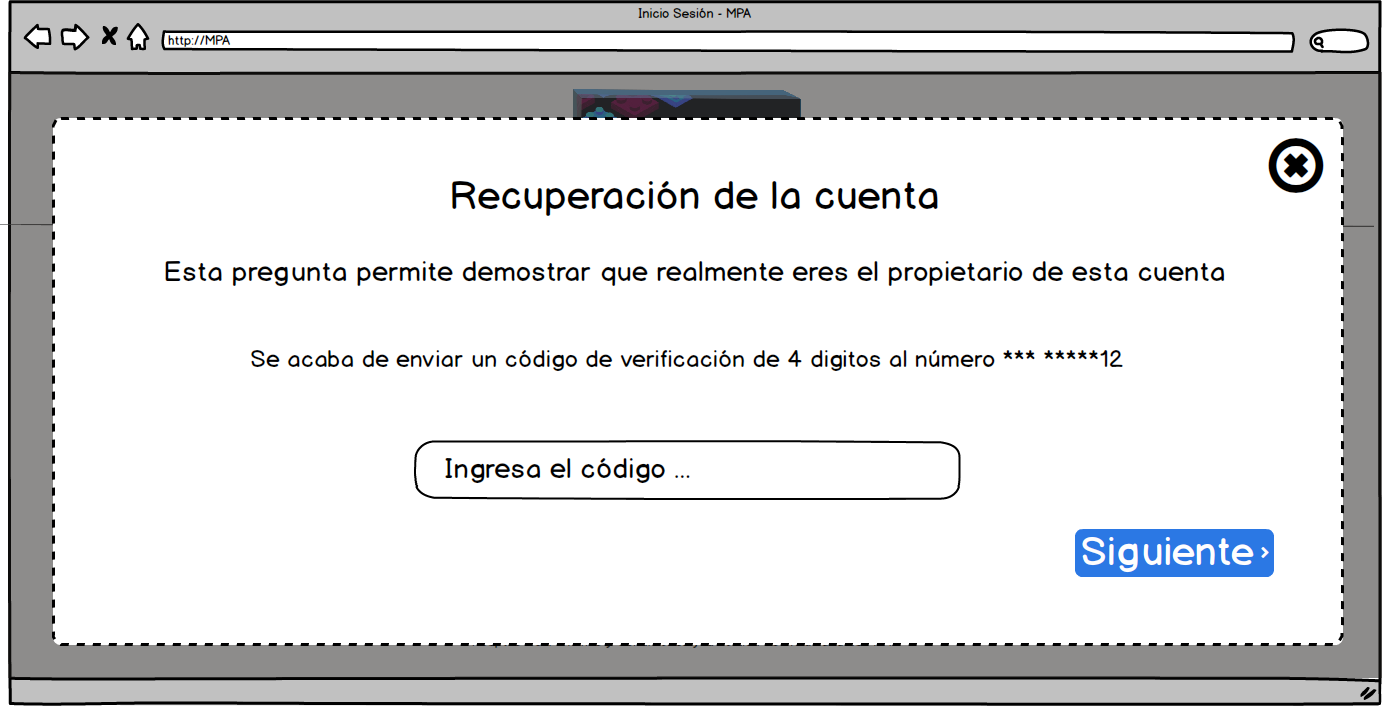 Inicio Sesión - MPA
http://MPA
Recuperación de la cuenta
Esta pregunta permite demostrar que realmente eres el propietario de esta cuenta
Se acaba de enviar un código de verificación de 4 digitos al número *** *****12
Ingresa el código ...
Siguiente ›